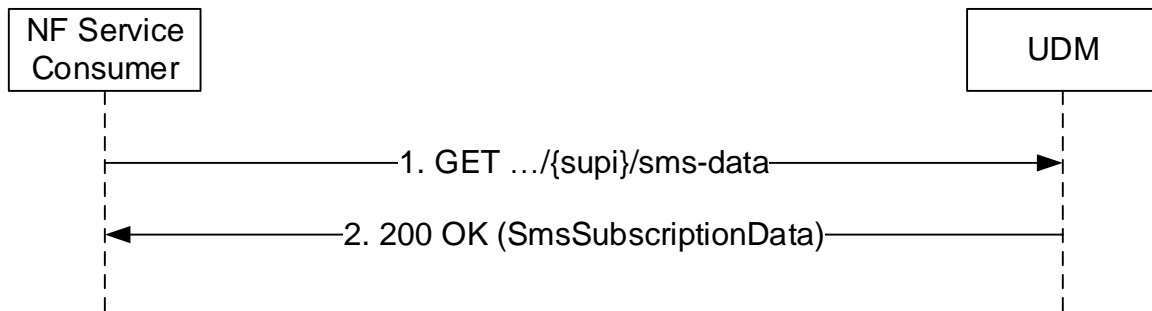 NF Service
Consumer
UDM
1. GET …/{supi}/sms-data
2. 200 OK (SmsSubscriptionData)